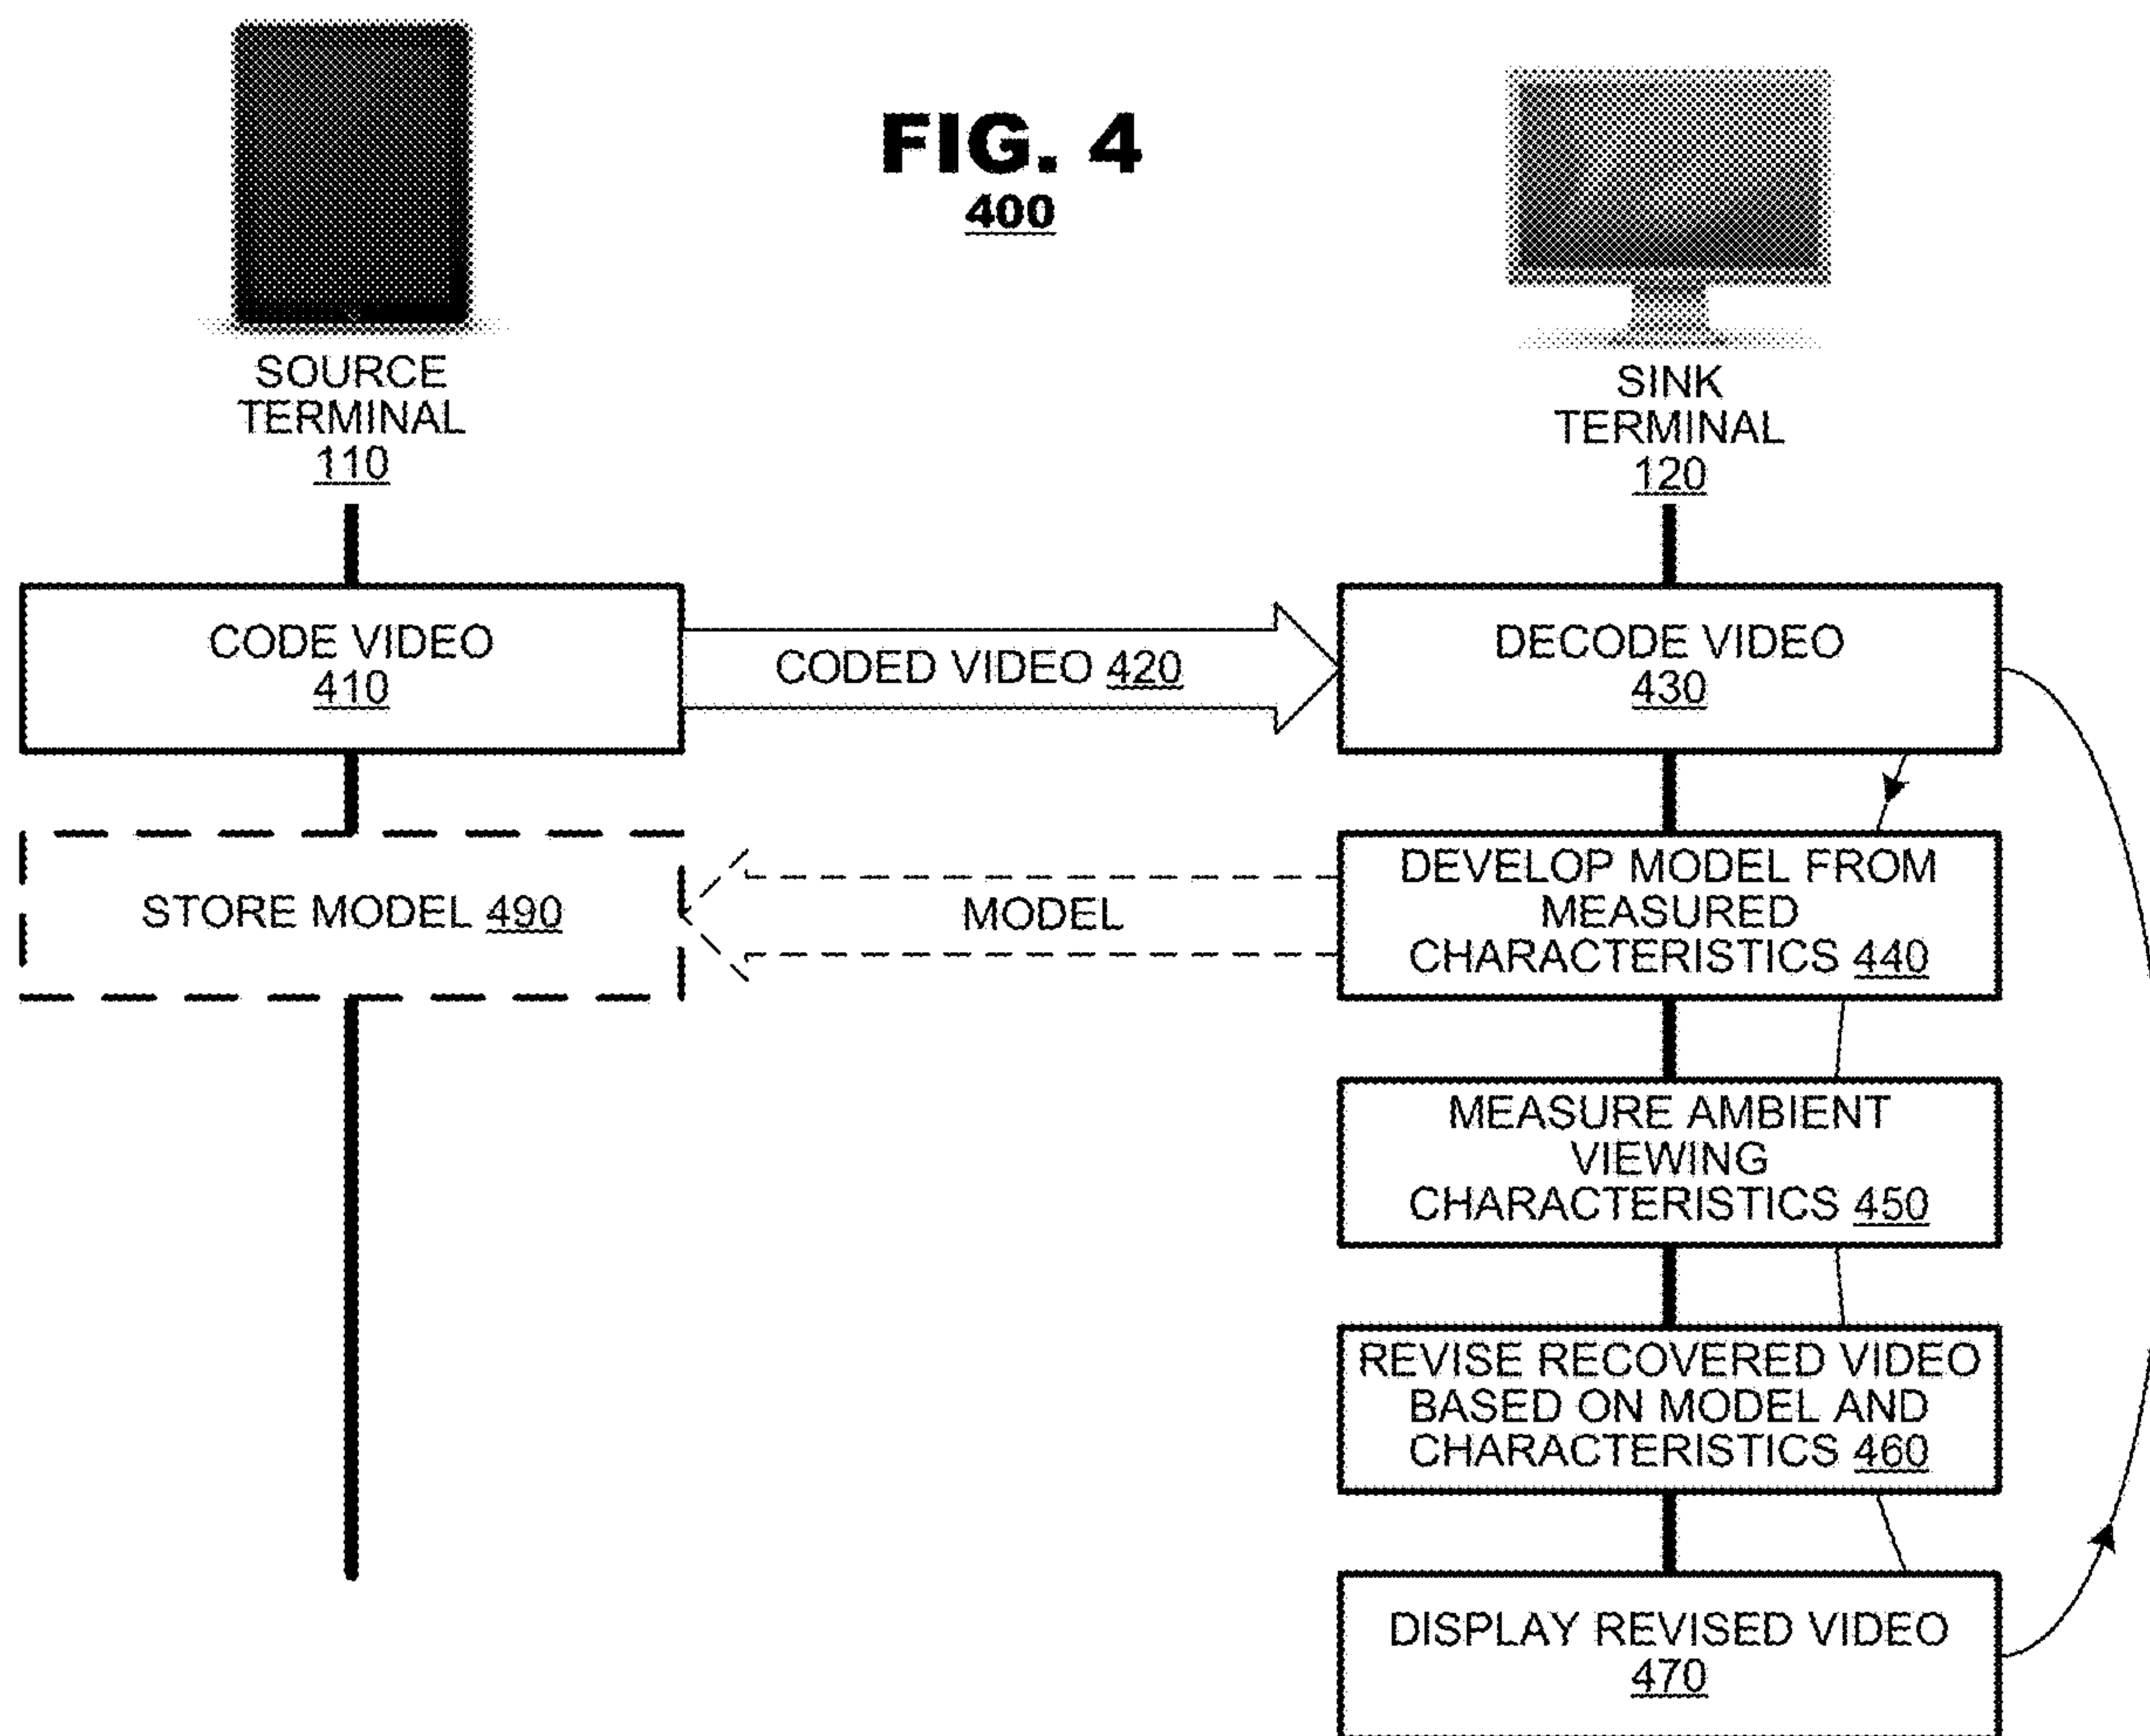 FIG. 4
400
SOURCE
TERMINAL
110
SINK
TERMINAL
120
CODE VIDEO
410
CODED VIDEO 420
DECODE VIDEO
430
STORE MODEL 490
MODEL
DEVELOP MODEL FROM
MEASURED
CHARACTERISTICS 440
MEASURE AMBIENT
VIEWING
CHARACTERISTICS 450
REVISE RECOVERED VIDEO
BASED ON MODEL AND
CHARACTERISTICS 460
DISPLAY REVISED VIDEO
470